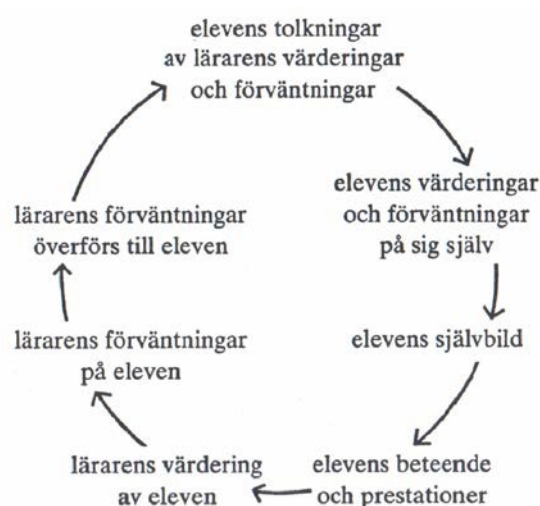 elevens tolkningar
av lärarens värderingar
och förväntningar
elevens värderingar
och förväntningar
på sig själv
elevens självbild
elevens beteende
och prestationer
lärarens värdering
av eleven
lärarens förväntningar
på eleven
lärarens förväntningar
överförs till eleven